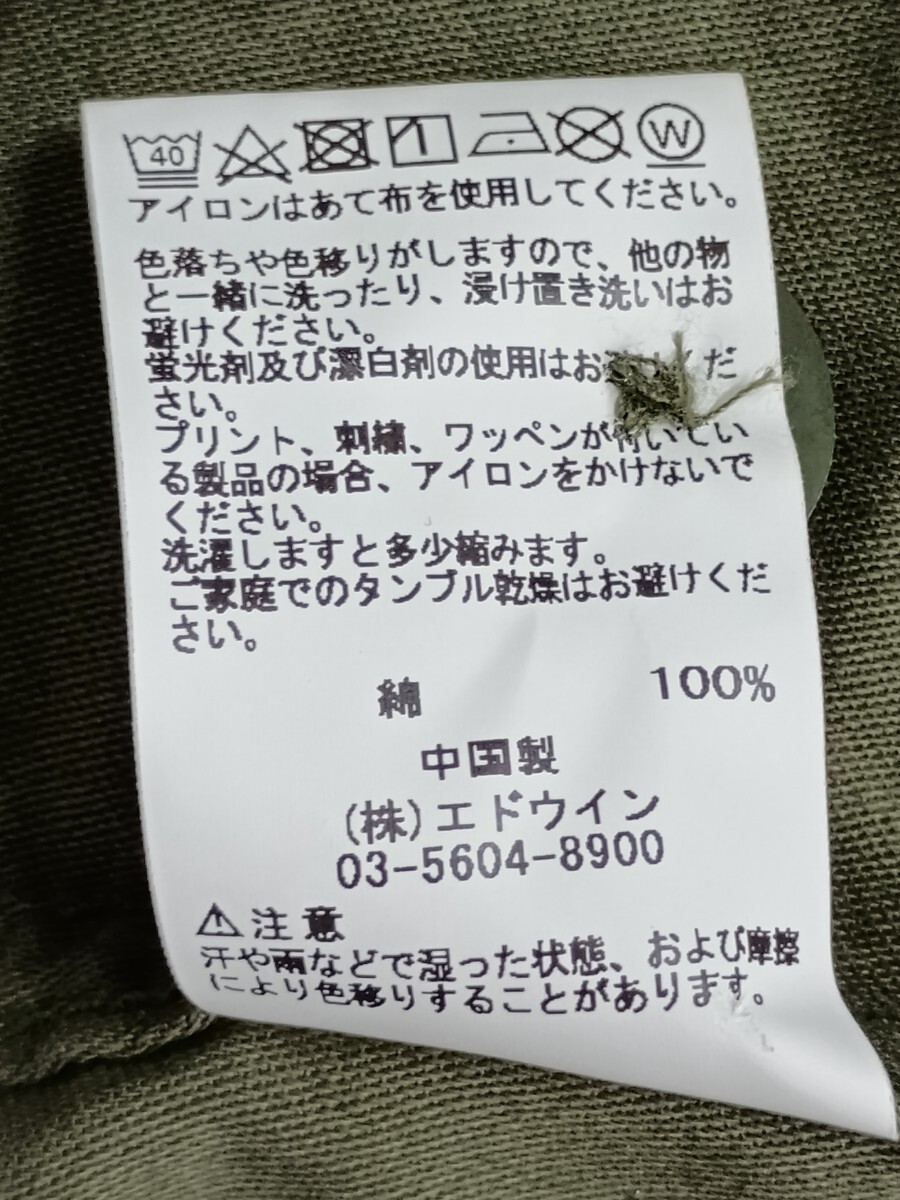 40 W
アイロンはあて布を使用してください。
色落ちや色移りがしますので、他の物
と一緒に洗ったり、浸け置き洗いはお
避けください。
蛍光剤及び漂白剤の使用はお くだ
さい。
プリント、刺繍、ワッペンが付いてい
る製品の場合、アイロンをかけないで
ください。
洗濯しますと多少縮みます。
ご家庭でのタンブル乾燥はお避けくだ
さい。
綿 100%
中国製
(株)エドウイン
03-5604-8900
注意
汗や雨などで湿った状態、および摩擦
により色移りすることがあります。